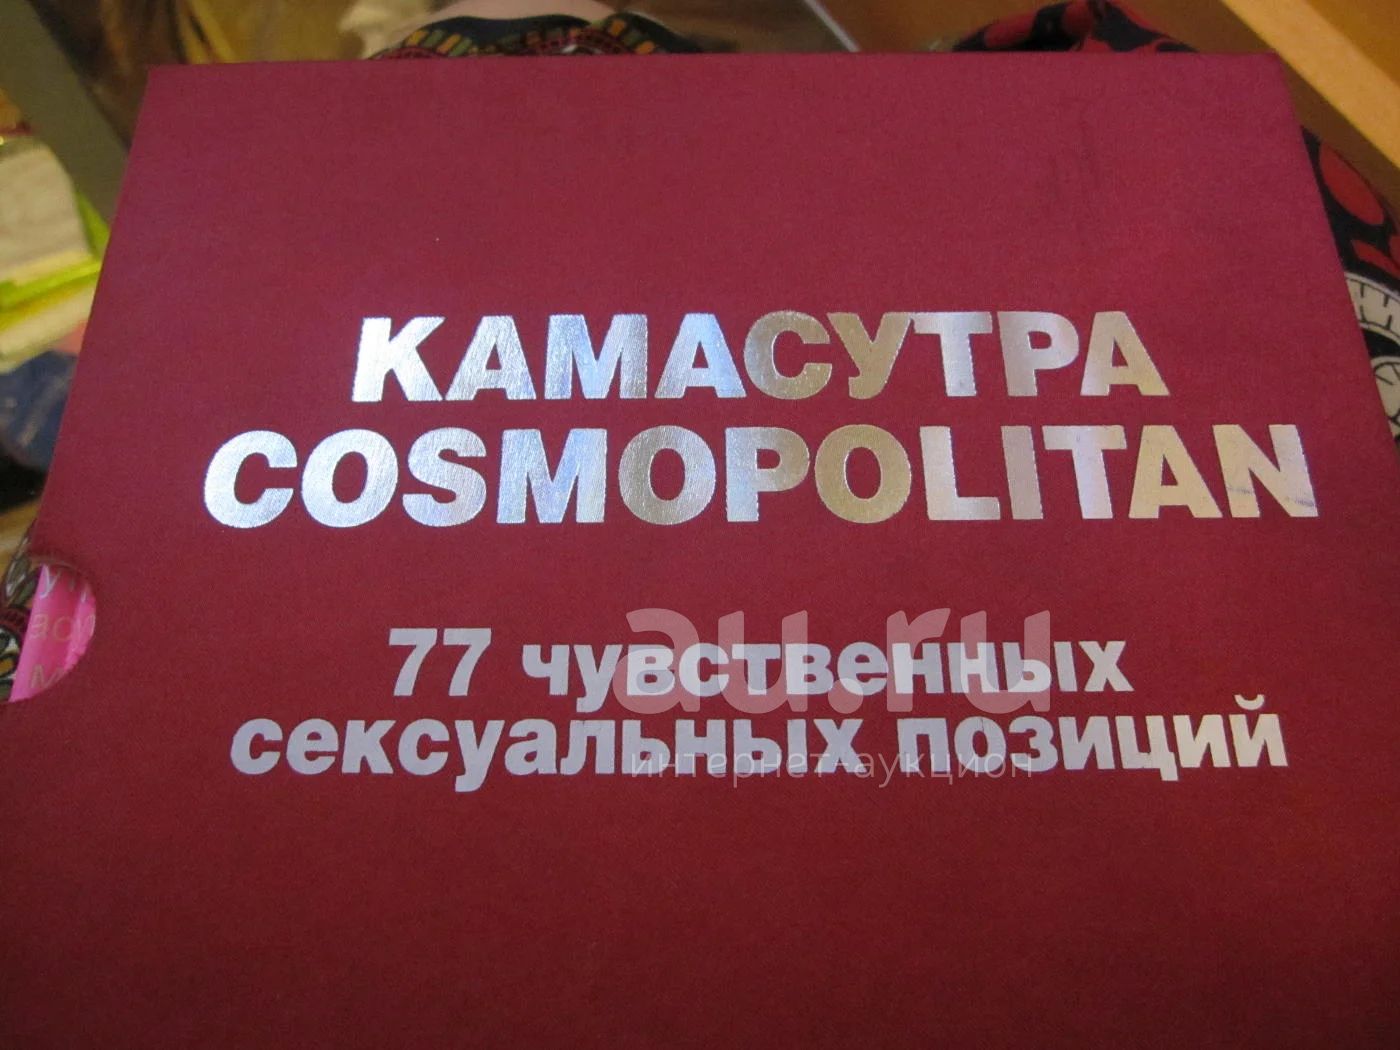 КАМАСУТРА
COSMOPOLITAN
77 чувственных
сексуальных позиций
au.ru
интернет-аукцион